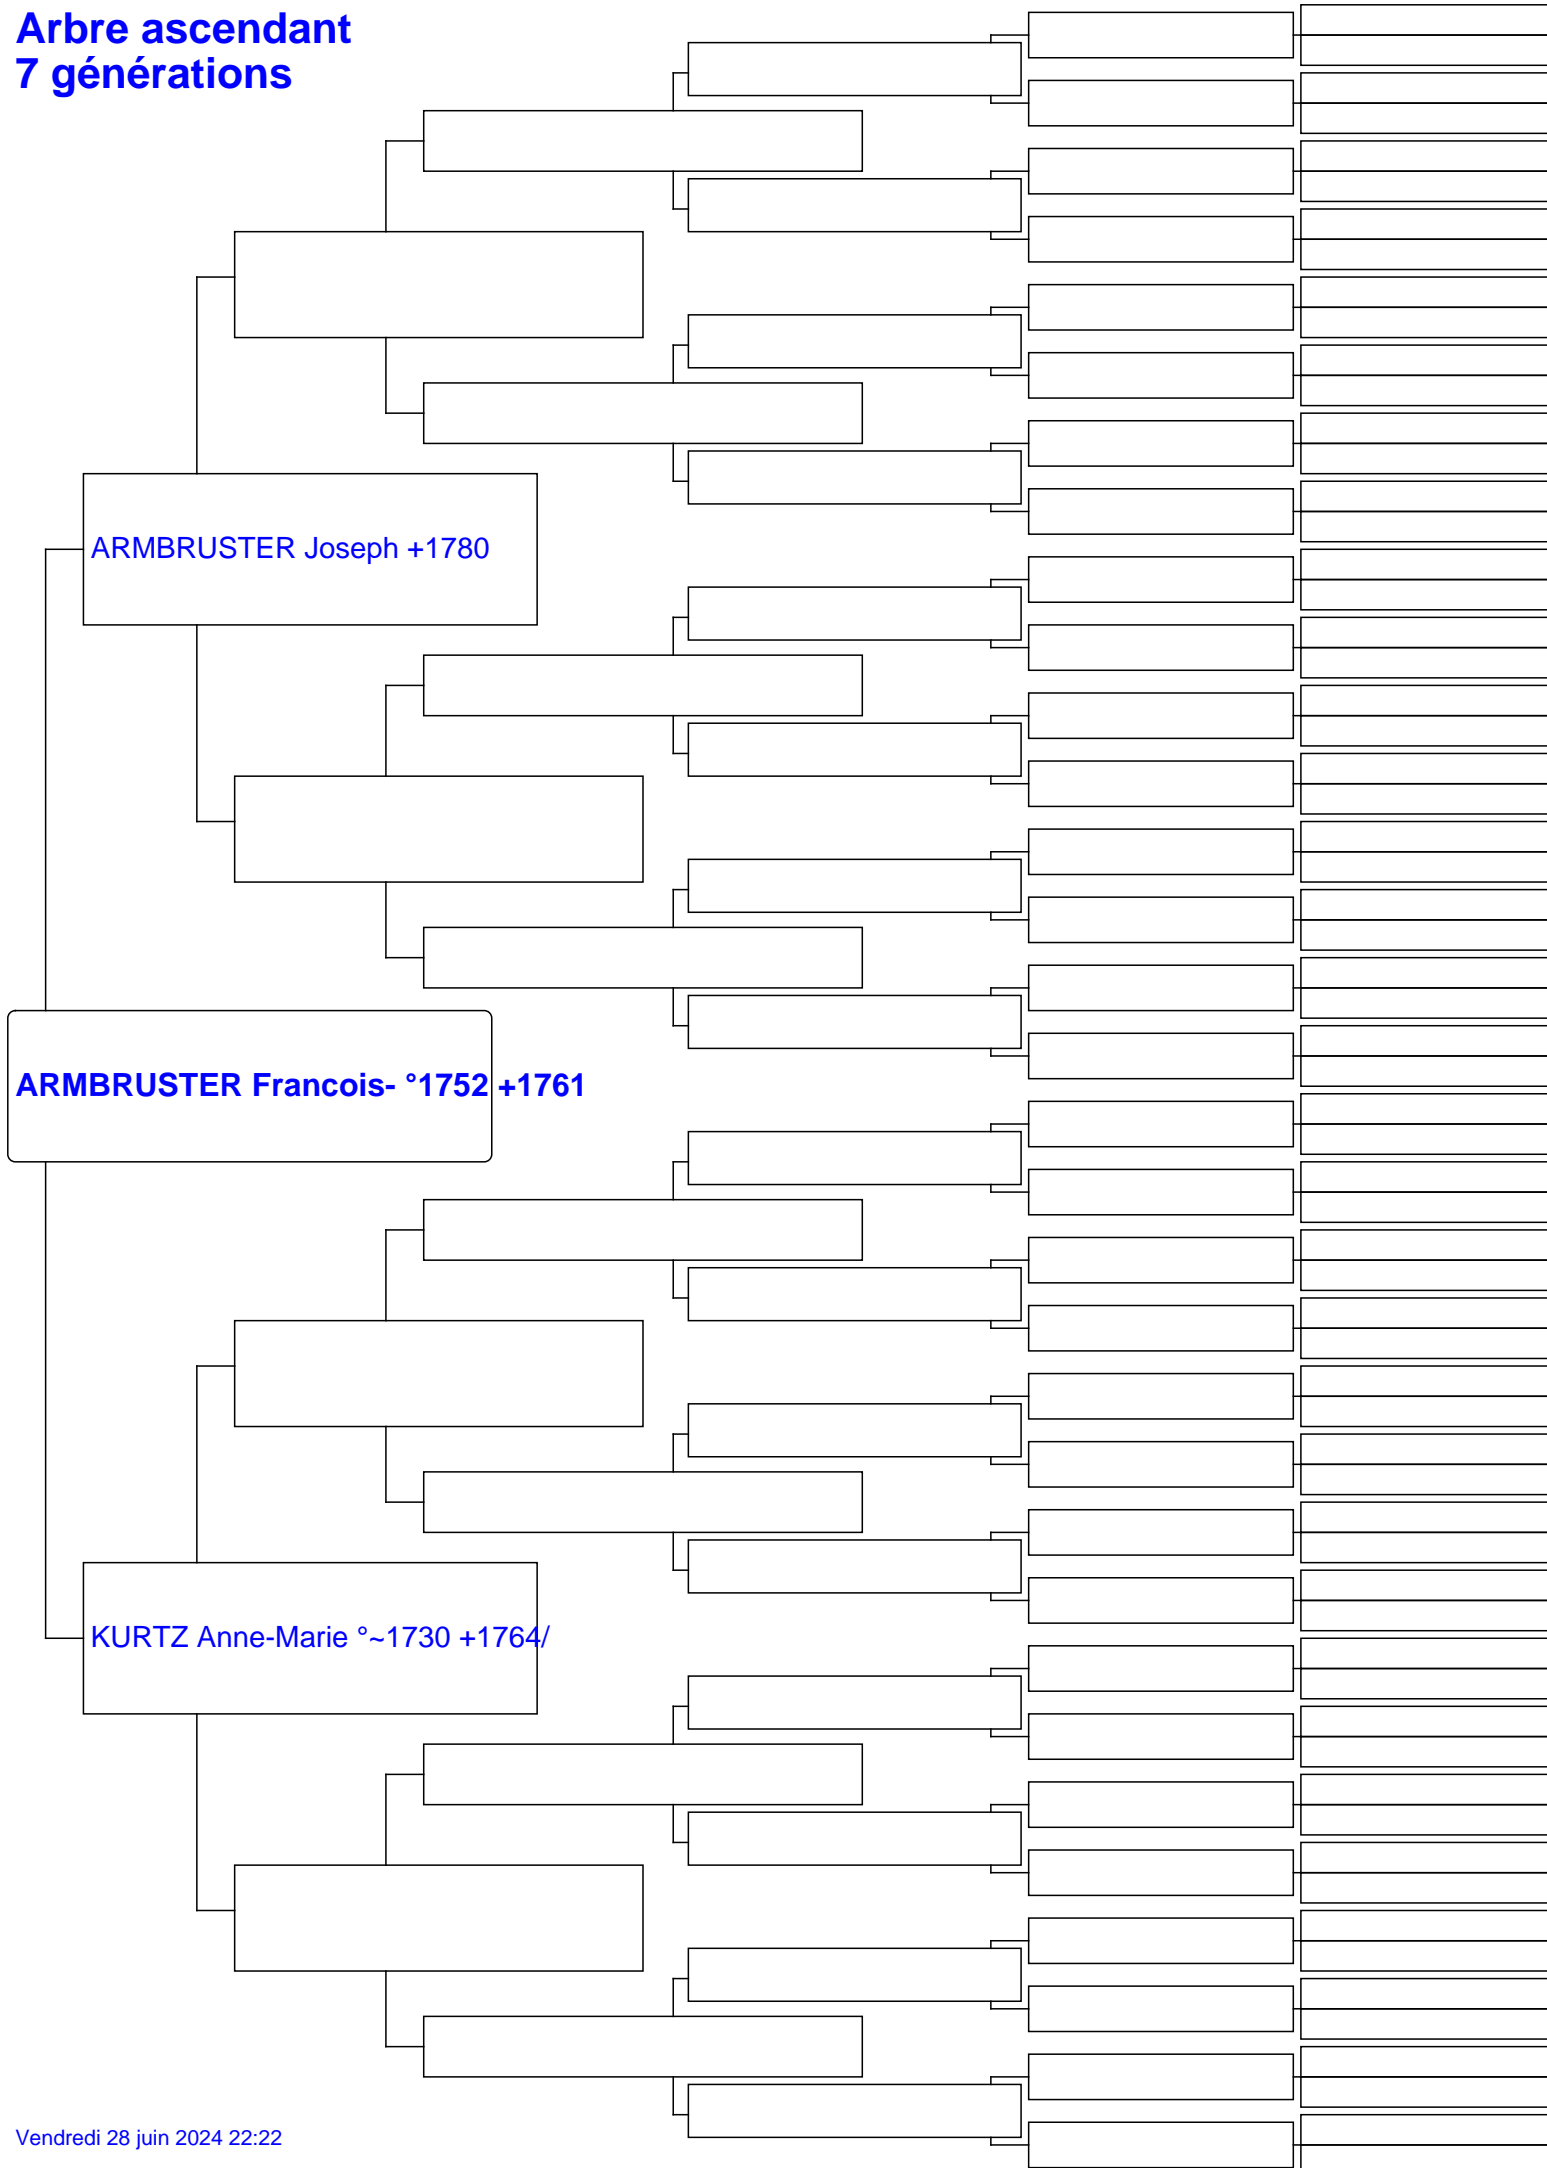 Arbre ascendant
7 générations
ARMBRUSTER Joseph +1780
ARMBRUSTER Francois- °1752 +1761
KURTZ Anne-Marie °~1730 +1764/
Vendredi 28 juin 2024 22:22